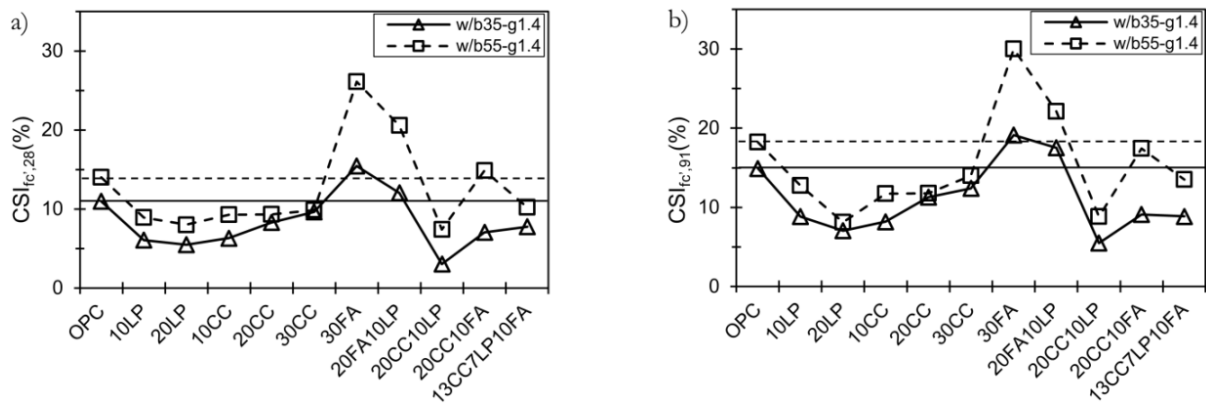 a)
w/b35-g1.4
w/b55-g1.4
CSIfc',28(%)
30
20
10
0
OPC
10LP
20LP
10CC
20CC
30CC
30FA
20FA10LP
20CC10LP
20CC10FA
13CC7LP10FA
b)
w/b35-g1.4
w/b55-g1.4
CSIfc',91(%)
30
20
10
0
OPC
10LP
20LP
10CC
20CC
30CC
30FA
20FA10LP
20CC10LP
20CC10FA
13CC7LP10FA